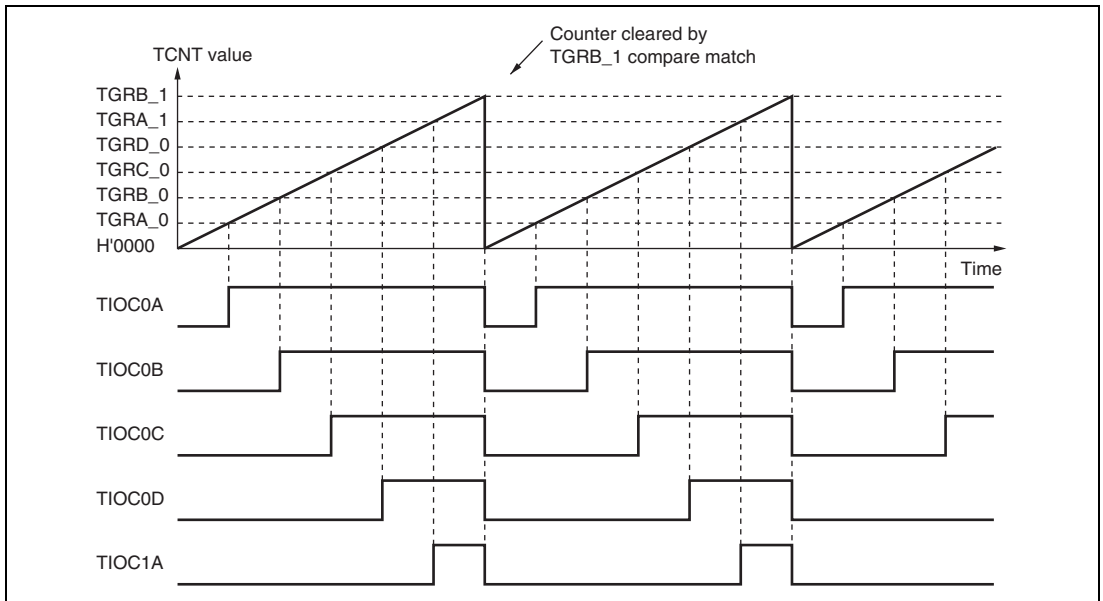 Counter cleared by
TGRB_1 compare match
TCNT value
TGRB_1
TGRA_1
TGRD_0
TGRC_0
TGRB_0
TGRA_0
H'0000
Time
TIOC0A
TIOC0B
TIOC0C
TIOC0D
TIOC1A